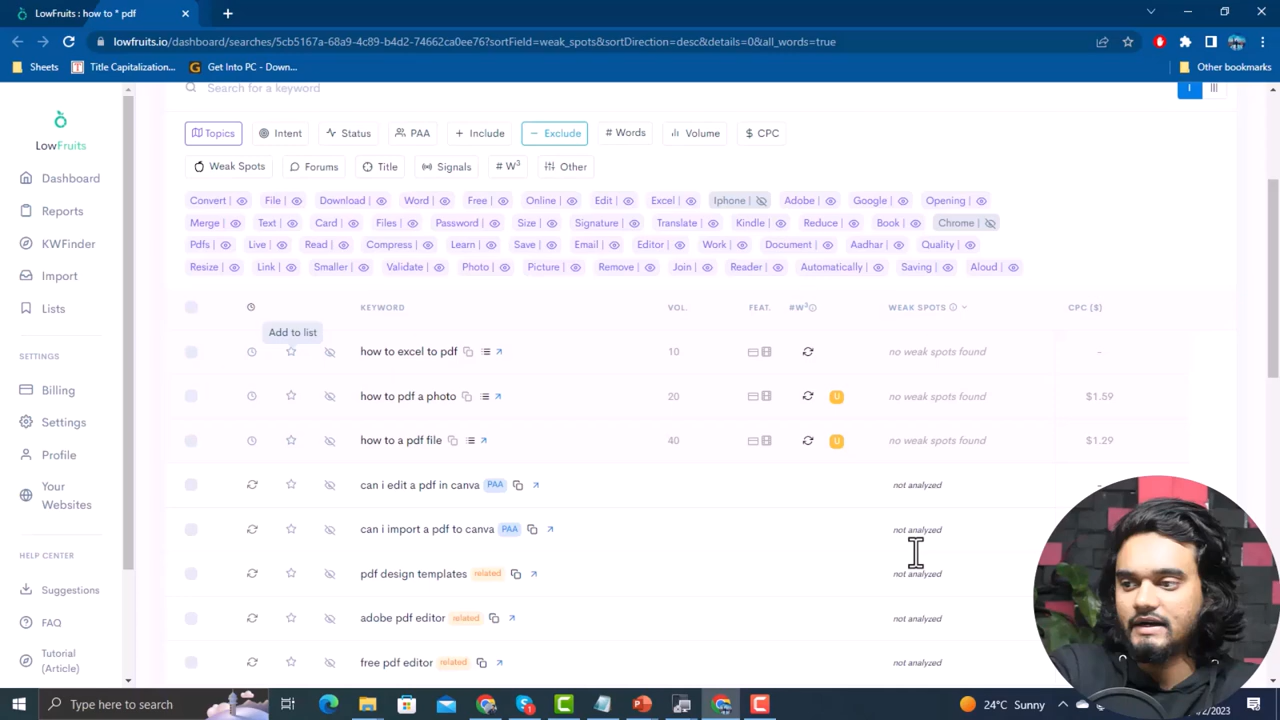 LowFruits : how to * pdf
lowfruits.io/dashboard/searches/5cb5167a-68a9-4c89-b4d2-74662ca0ee76?sortField=weak_spots&sortDirection=desc&details=0&all_words=true
Sheets Title Capitalization... Get Into PC - Down... Other bookmarks
LowFruits
Dashboard
Reports
KWFinder
Import
Lists
SETTINGS
Billing
Settings
Profile
Your
Websites
HELP CENTER
Suggestions
FAQ
Tutorial
(Article)
Search for a keyword
Topics Intent Status PAA + Include − Exclude # Words Volume $ CPC
Weak Spots Forums Title Signals # W³ Other
Convert | File | Download | Word | Free | Online | Edit | Excel | Iphone | Adobe | Google | Opening |
Merge | Text | Card | Files | Password | Size | Signature | Translate | Kindle | Reduce | Book | Chrome |
Pdfs | Live | Read | Compress | Learn | Save | Email | Editor | Work | Document | Aadhar | Quality |
Resize | Link | Smaller | Validate | Photo | Picture | Remove | Join | Reader | Automatically | Saving | Aloud |
KEYWORD VOL. FEAT. #W³ WEAK SPOTS CPC ($)
Add to list
how to excel to pdf 10 no weak spots found -
how to pdf a photo 20 U no weak spots found $1.59
how to a pdf file 40 U no weak spots found $1.29
can i edit a pdf in canva PAA not analyzed -
can i import a pdf to canva PAA not analyzed
pdf design templates related not analyzed
adobe pdf editor related not analyzed
free pdf editor related not analyzed
Type here to search 24°C Sunny
/2/2023